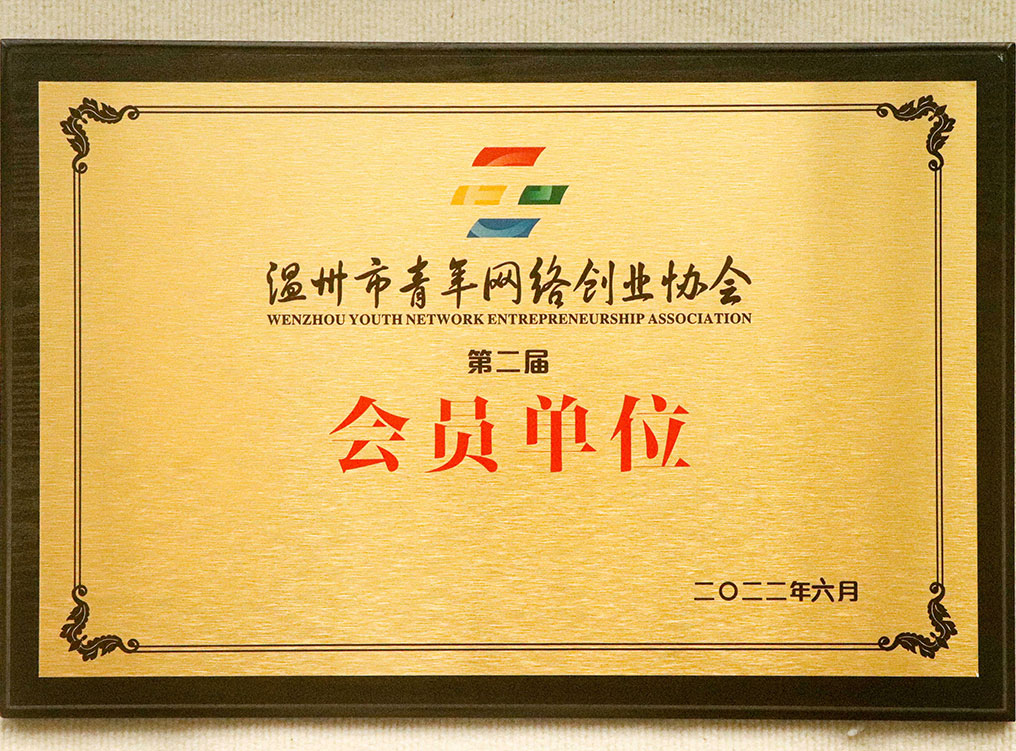 温州市青年网络创业协会
WENZHOU YOUTH NETWORK ENTREPRENEURSHIP ASSOCIATION
第二届
会员单位
二〇二二年六月